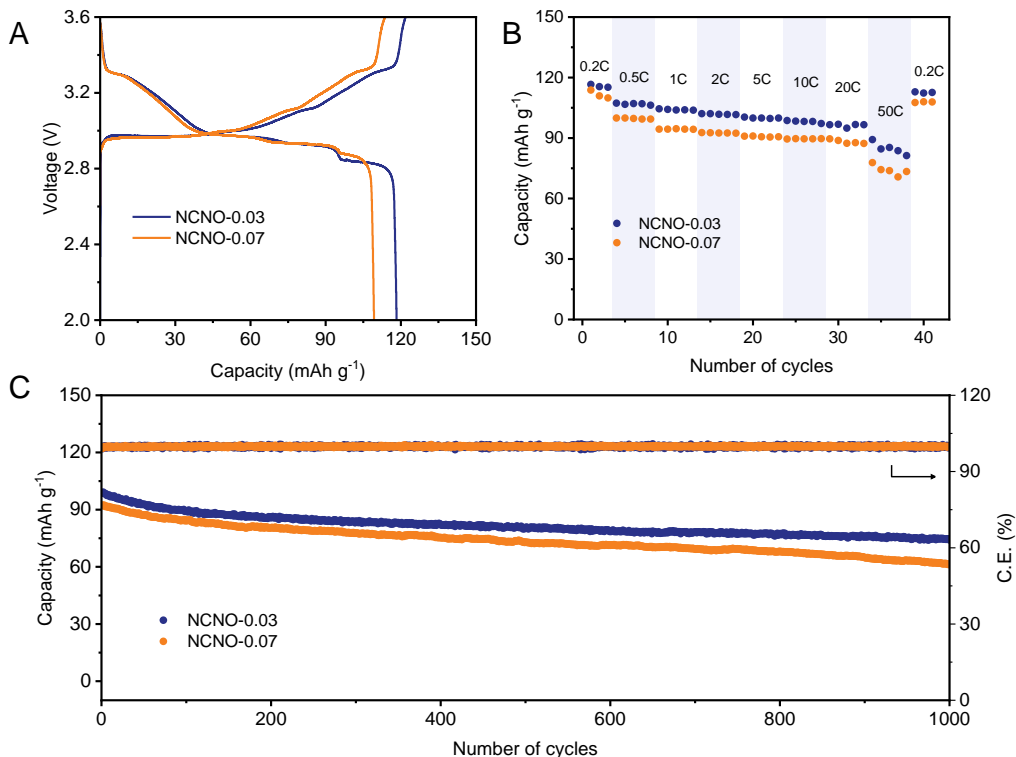 A
3.6
3.2
2.8
2.4
2.0
Voltage (V)
NCNO-0.03
NCNO-0.07
0
30
60
90
120
150
Capacity (mAh g⁻¹)
B
150
120
90
60
30
0
Capacity (mAh g⁻¹)
0.2C
0.5C
1C
2C
5C
10C
20C
50C
0.2C
NCNO-0.03
NCNO-0.07
0
10
20
30
40
Number of cycles
C
150
120
90
60
30
0
Capacity (mAh g⁻¹)
120
90
60
30
0
C.E. (%)
NCNO-0.03
NCNO-0.07
0
200
400
600
800
1000
Number of cycles